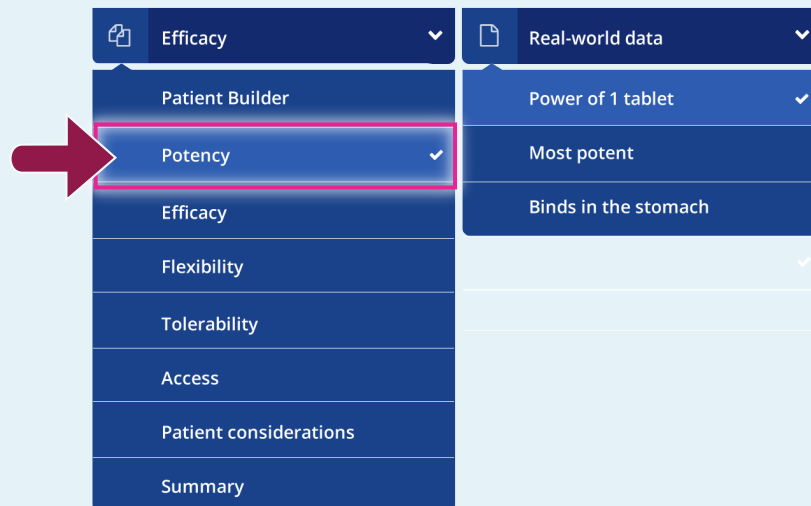 Efficacy
Patient Builder
Potency
Efficacy
Flexibility
Tolerability
Access
Patient considerations
Summary
Real-world data
Power of 1 tablet
Most potent
Binds in the stomach